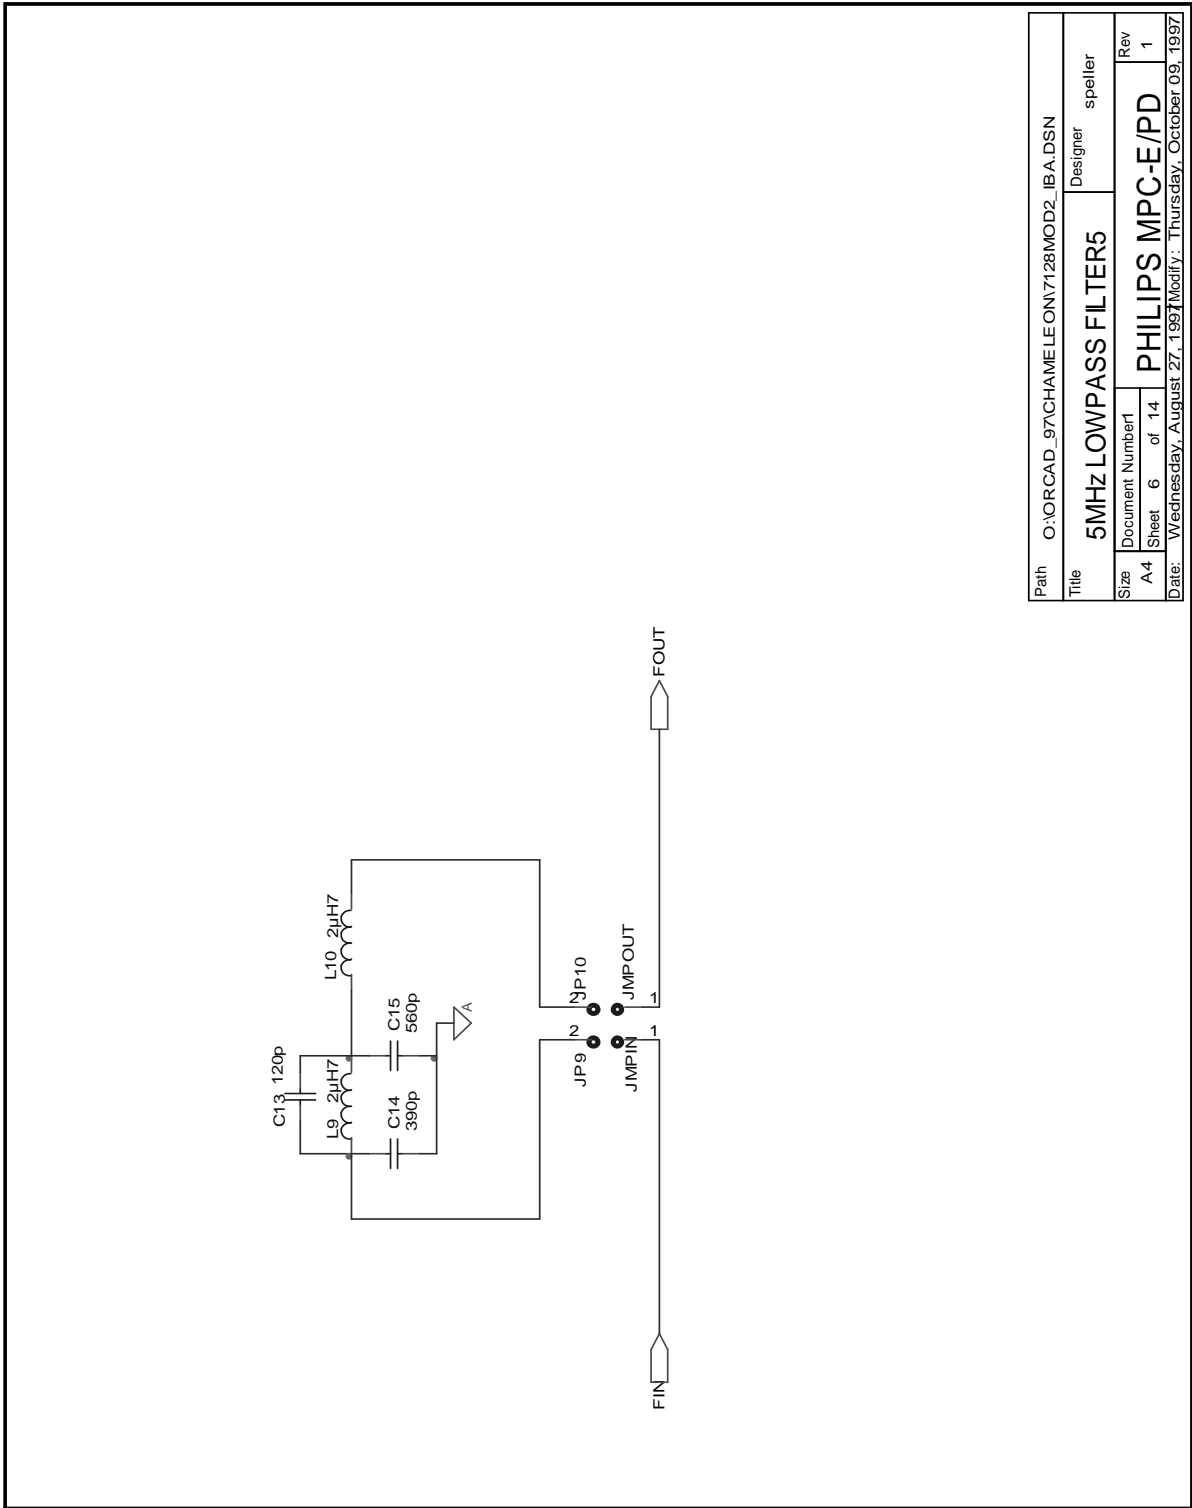 C13 120p
L9 2µH7
L10 2µH7
C14
390p
C15
560p
A
JP9
2
2
JP10
JMPIN
1
1
JMPOUT
FIN
FOUT
Path O:\ORCAD_97\CHAMELEON\7128MOD2_IBA.DSN
Title
5MHz LOWPASS FILTER5
Designer speller
Size
A4
Document Number1
Sheet 6 of 14
PHILIPS MPC-E/PD
Rev
1
Date: Wednesday, August 27, 1997 Modify: Thursday, October 09, 1997